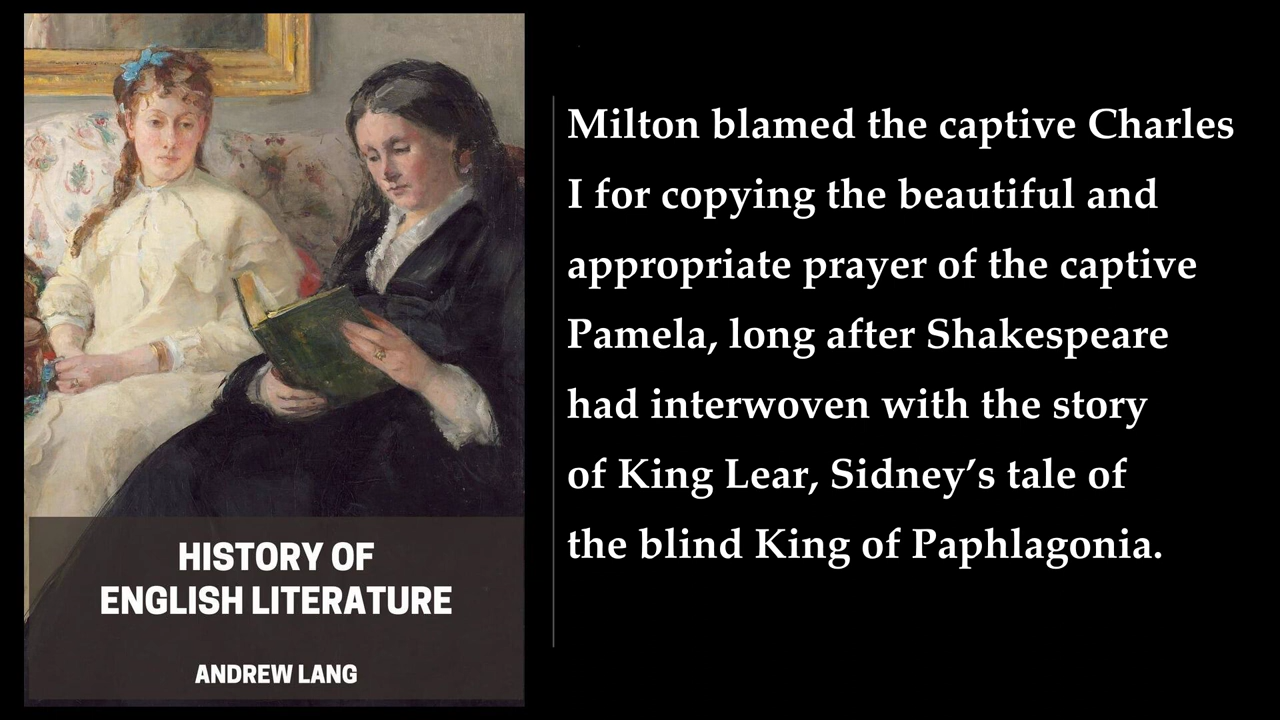 HISTORY OF
ENGLISH LITERATURE
ANDREW LANG
Milton blamed the captive Charles
I for copying the beautiful and
appropriate prayer of the captive
Pamela, long after Shakespeare
had interwoven with the story
of King Lear, Sidney’s tale of
the blind King of Paphlagonia.